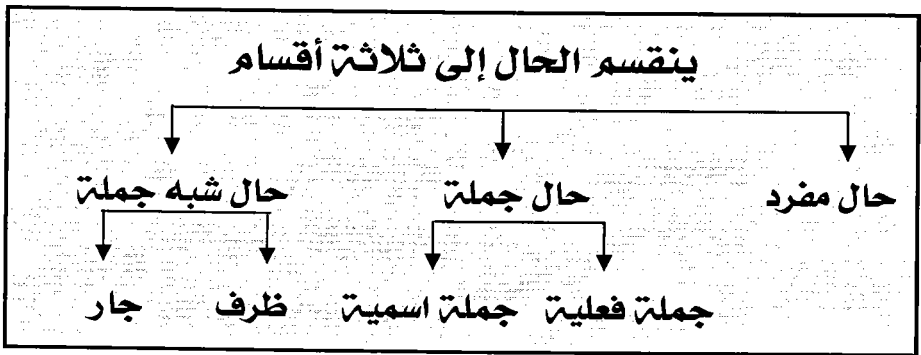 ينقسم الحال إلى ثلاثة أقسام
حال مفرد حال جملة حال شبه جملة
جملة فعلية جملة اسمية ظرف جار